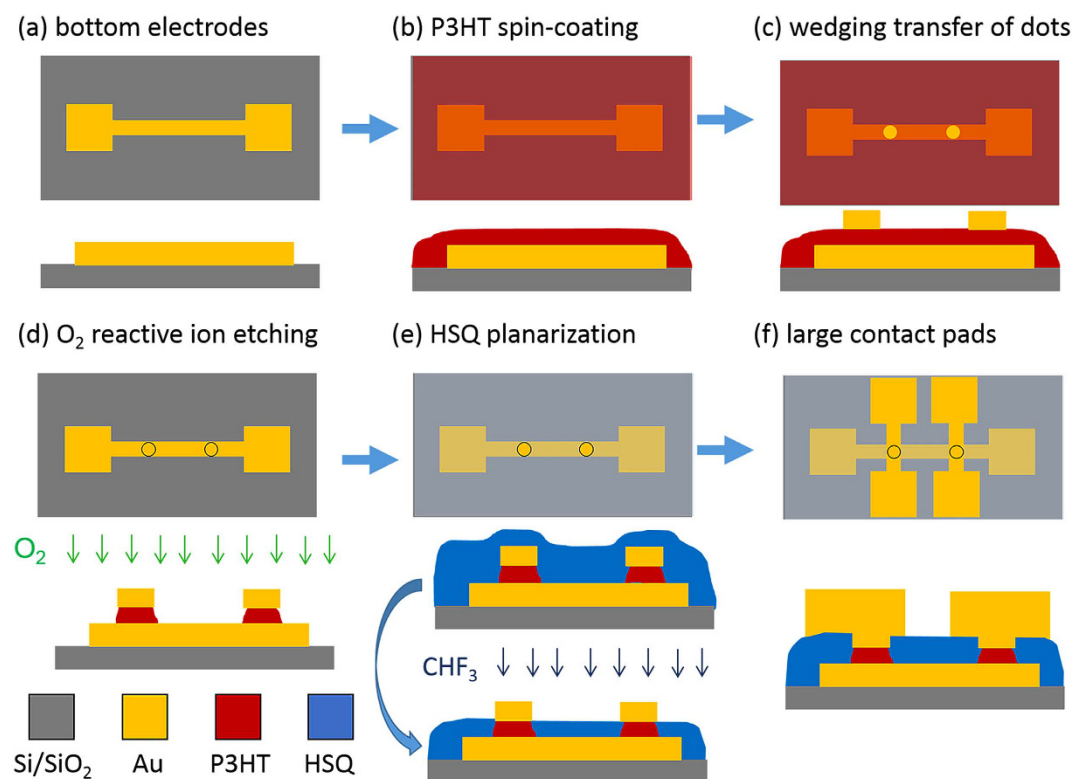 (a) bottom electrodes
(b) P3HT spin-coating
(c) wedging transfer of dots
(d) O₂ reactive ion etching
(e) HSQ planarization
(f) large contact pads
O₂
CHF₃
Si/SiO₂
Au
P3HT
HSQ